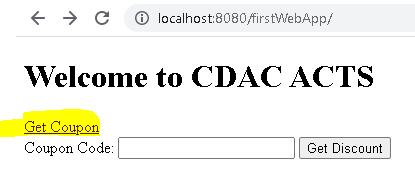 localhost:8080/firstWebApp/
Welcome to CDAC ACTS
Get Coupon
Coupon Code: Get Discount